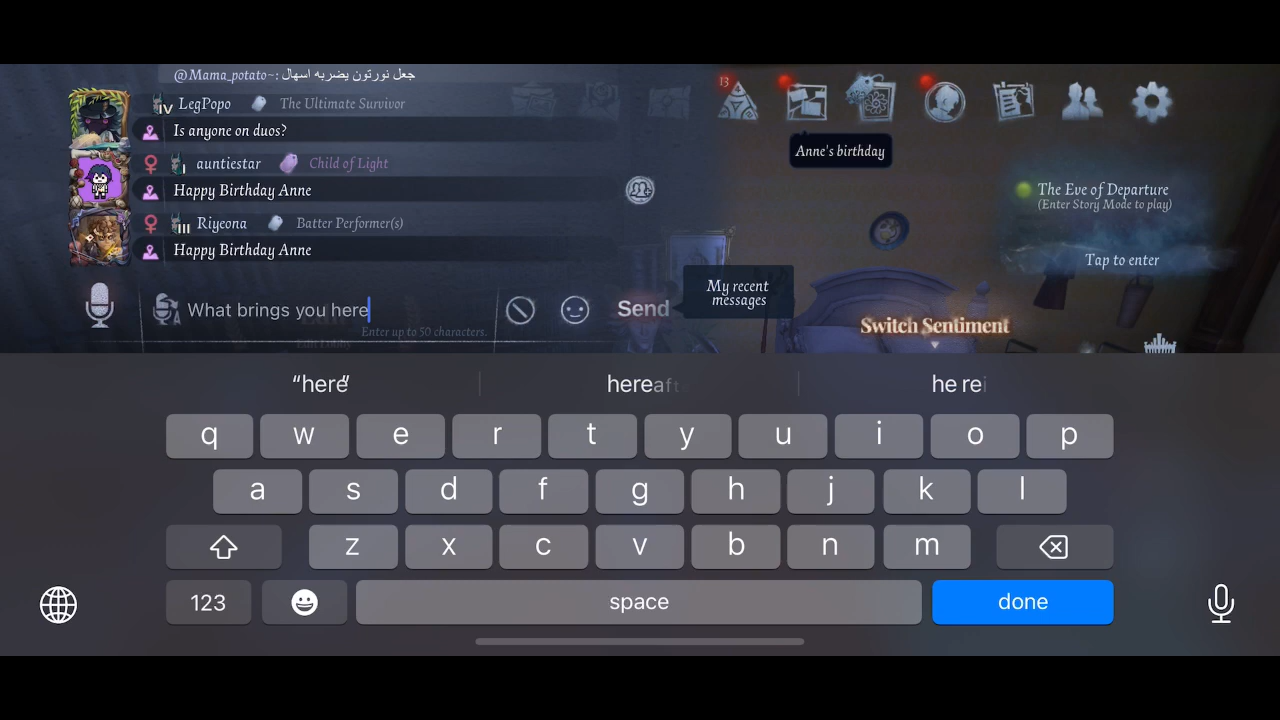 @Mama_potato~: جعل نورتون يضربه اسهال
IV LegPopo The Ultimate Survivor
Is anyone on duos?
I auntiestar Child of Light
Happy Birthday Anne
III Riyeona Batter Performer(s)
Happy Birthday Anne
What brings you here
Enter up to 50 characters.
Send
My recent
messages
13
Anne's birthday
The Eve of Departure
(Enter Story Mode to play)
Tap to enter
Switch Sentiment
“here” hereafte he rei
q w e r t y u i o p
a s d f g h j k l
z x c v b n m
123 space done